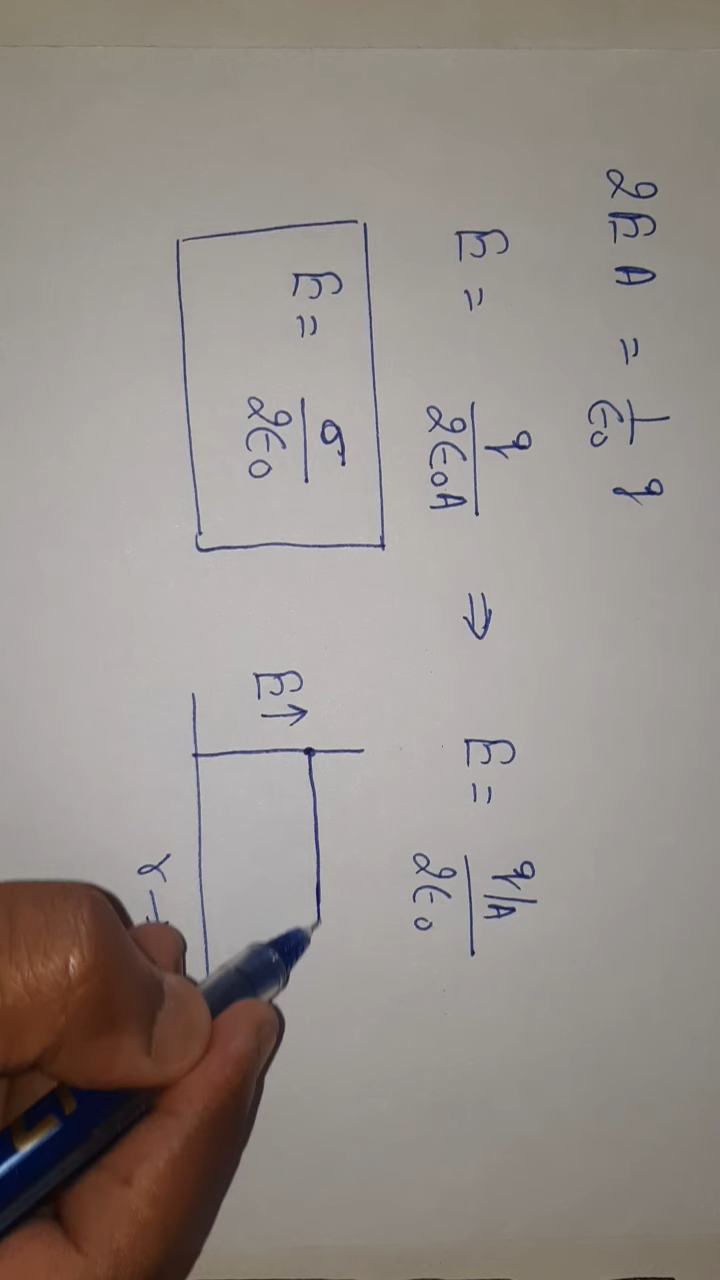 2EA = 1/ε₀ q
E = q/2ε₀A ⇒ E = q/A/2ε₀
E = σ/2ε₀
E↑
r→